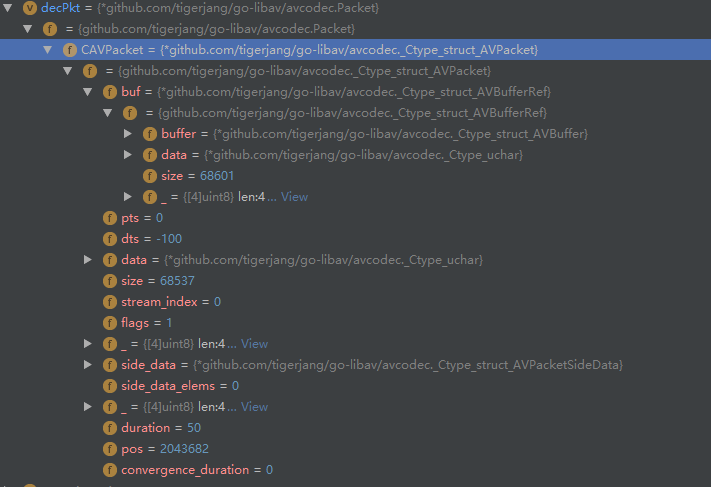 V decPkt = {*github.com/tigerjang/go-libav/avcodec.Packet}
f = {github.com/tigerjang/go-libav/avcodec.Packet}
f CAVPacket = {*github.com/tigerjang/go-libav/avcodec._Ctype_struct_AVPacket}
f = {github.com/tigerjang/go-libav/avcodec._Ctype_struct_AVPacket}
f buf = {*github.com/tigerjang/go-libav/avcodec._Ctype_struct_AVBufferRef}
f = {github.com/tigerjang/go-libav/avcodec._Ctype_struct_AVBufferRef}
f buffer = {*github.com/tigerjang/go-libav/avcodec._Ctype_struct_AVBuffer}
f data = {*github.com/tigerjang/go-libav/avcodec._Ctype_uchar}
f size = 68601
f _ = {[4]uint8} len:4 ... View
f pts = 0
f dts = -100
f data = {*github.com/tigerjang/go-libav/avcodec._Ctype_uchar}
f size = 68537
f stream_index = 0
f flags = 1
f _ = {[4]uint8} len:4 ... View
f side_data = {*github.com/tigerjang/go-libav/avcodec._Ctype_struct_AVPacketSideData}
f side_data_elems = 0
f _ = {[4]uint8} len:4 ... View
f duration = 50
f pos = 2043682
f convergence_duration = 0